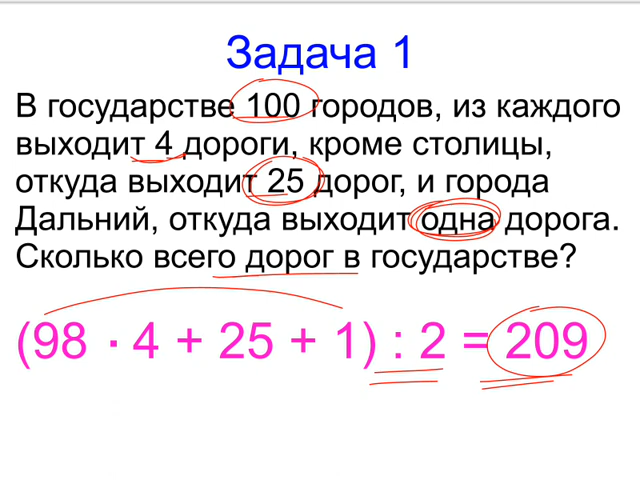 Задача 1
В государстве 100 городов, из каждого
выходит 4 дороги, кроме столицы,
откуда выходит 25 дорог, и города
Дальний, откуда выходит одна дорога.
Сколько всего дорог в государстве?
(98 · 4 + 25 + 1) : 2 = 209